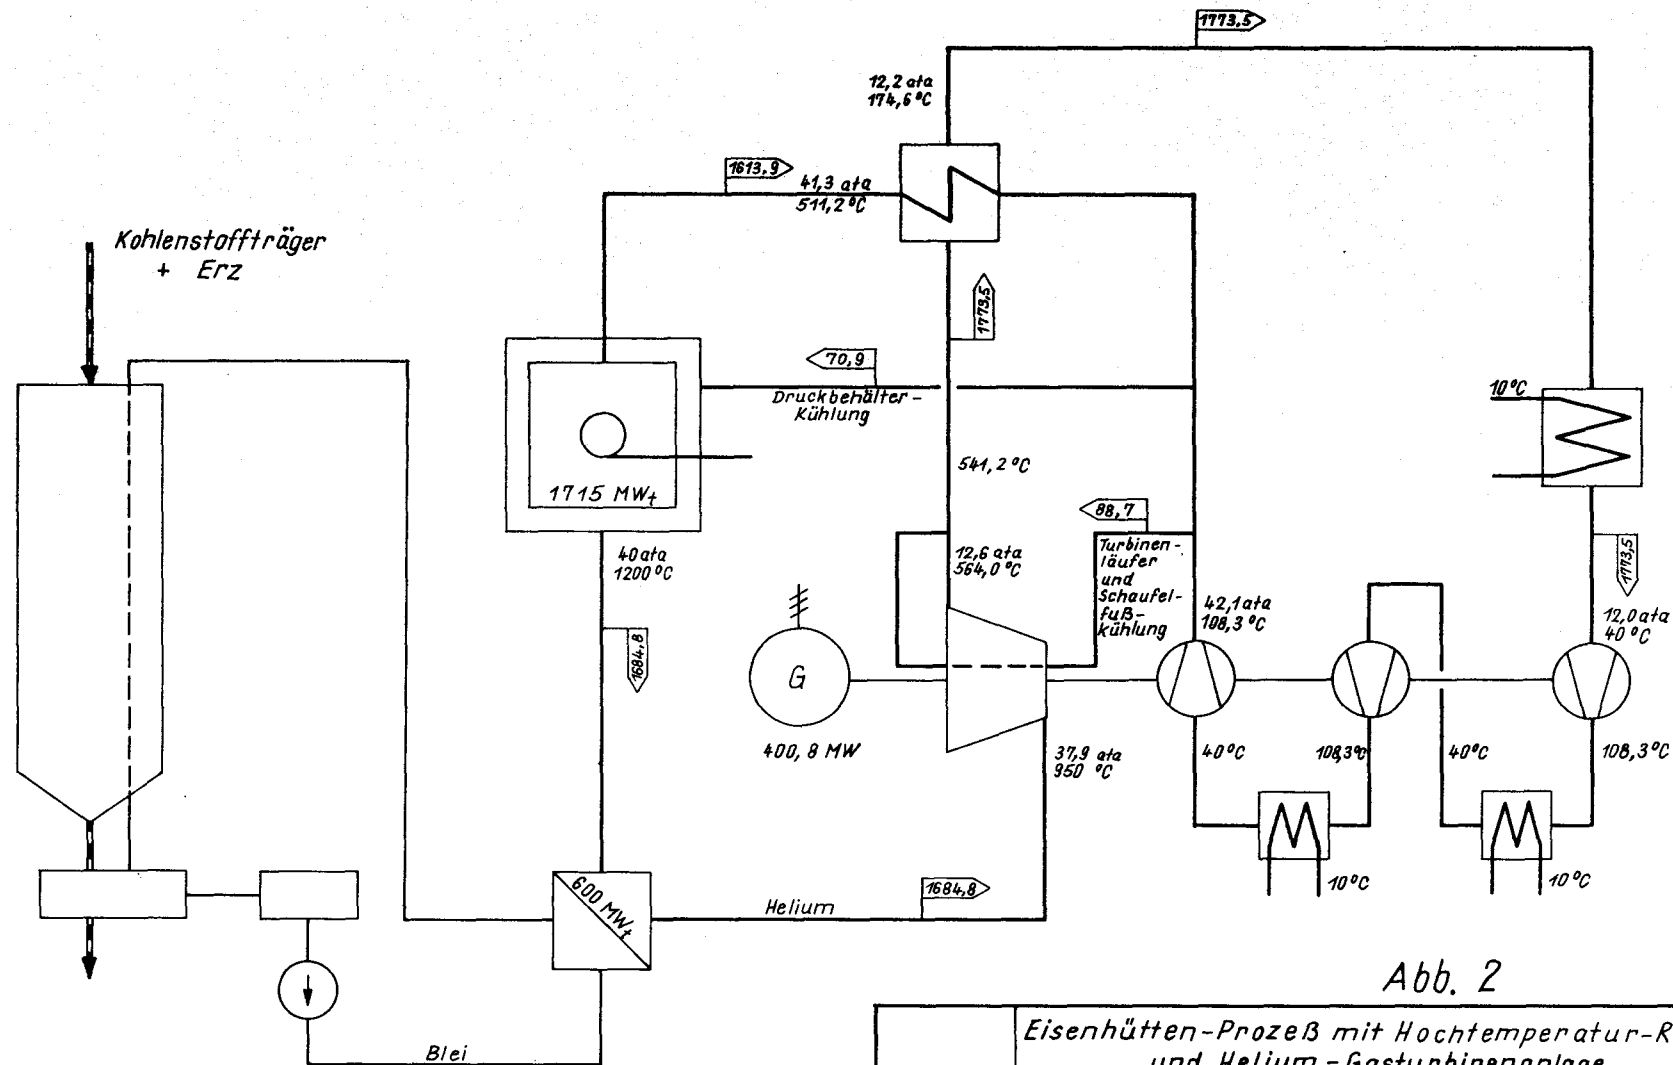 1773,5
12,2 ata
174,6 °C
1613,9
41,3 ata
511,2 °C
Kohlenstoffträger
+ Erz
1773,5
70,9
Druckbehälter-
Kühlung
10°C
1715 MWt
541,2 °C
88,7
40 ata
1200 °C
12,6 ata
564,0 °C
Turbinen-
läufer
und
Schaufel-
fuß-
kühlung
1773,5
42,1 ata
108,3 °C
12,0 ata
40 °C
1684,8
G
400,8 MW
37,9 ata
950 °C
40°C
108,3°C
40°C
108,3°C
10°C
10°C
600 MWt
1684,8
Helium
Blei
Abb. 2
Eisenhütten-Prozeß mit Hochtemperatur-R
und Helium-Gasturbinenanlage